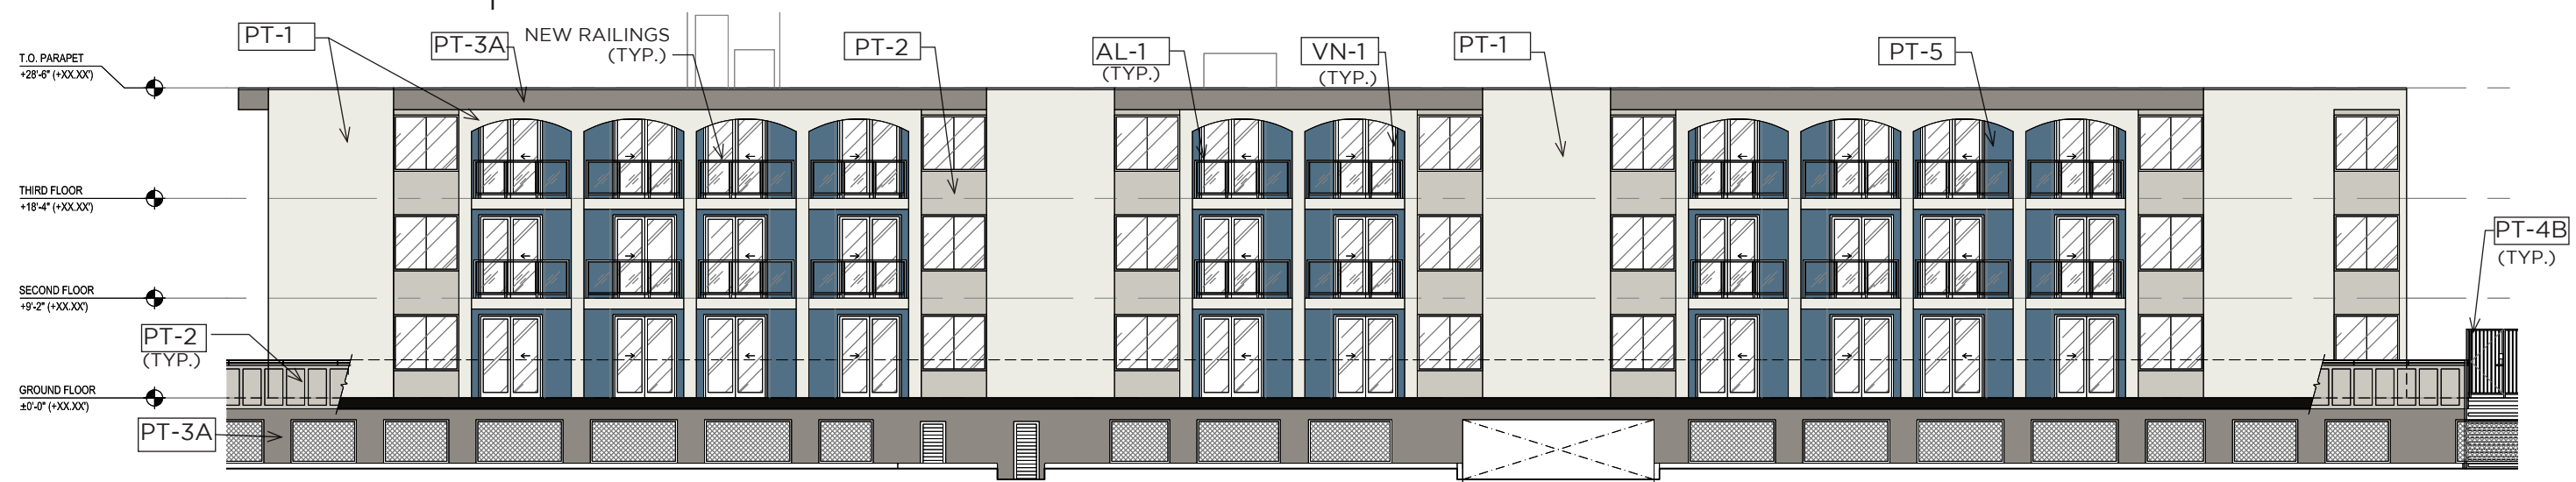 PT-1
PT-3A
NEW RAILINGS
(TYP.)
PT-2
AL-1
(TYP.)
VN-1
(TYP.)
PT-1
PT-5
T.O. PARAPET
+28'-6" (+XX.XX')
THIRD FLOOR
+18'-4" (+XX.XX')
SECOND FLOOR
+9'-2" (+XX.XX')
PT-4B
(TYP.)
PT-2
(TYP.)
GROUND FLOOR
±0'-0" (+XX.XX')
PT-3A